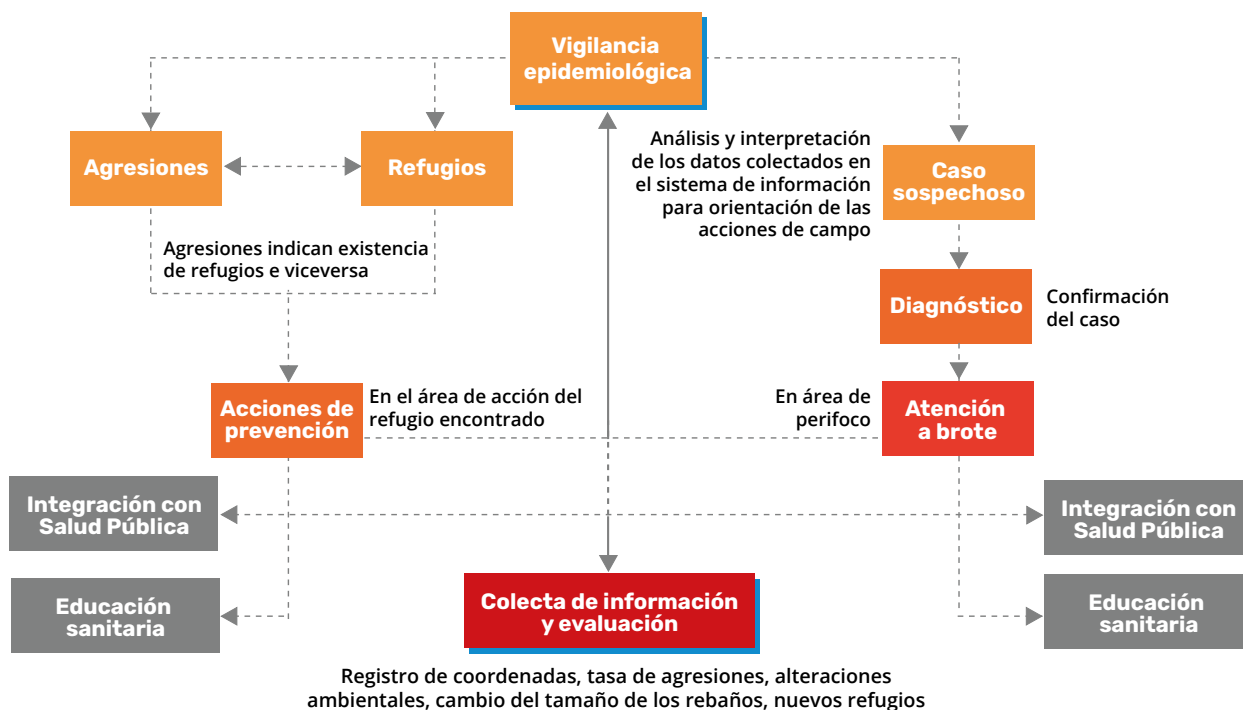 Vigilancia
epidemiológica
Agresiones
Refugios
Análisis y interpretación
de los datos colectados en
el sistema de información
para orientación de las
acciones de campo
Caso
sospechoso
Agresiones indican existencia
de refugios e viceversa
Diagnóstico
Confirmación
del caso
Acciones de
prevención
En el área de acción del
refugio encontrado
En área de
perifoco
Atención
a brote
Integración con
Salud Pública
Integración con
Salud Pública
Educación
sanitaria
Colecta de información
y evaluación
Educación
sanitaria
Registro de coordenadas, tasa de agresiones, alteraciones
ambientales, cambio del tamaño de los rebaños, nuevos refugios